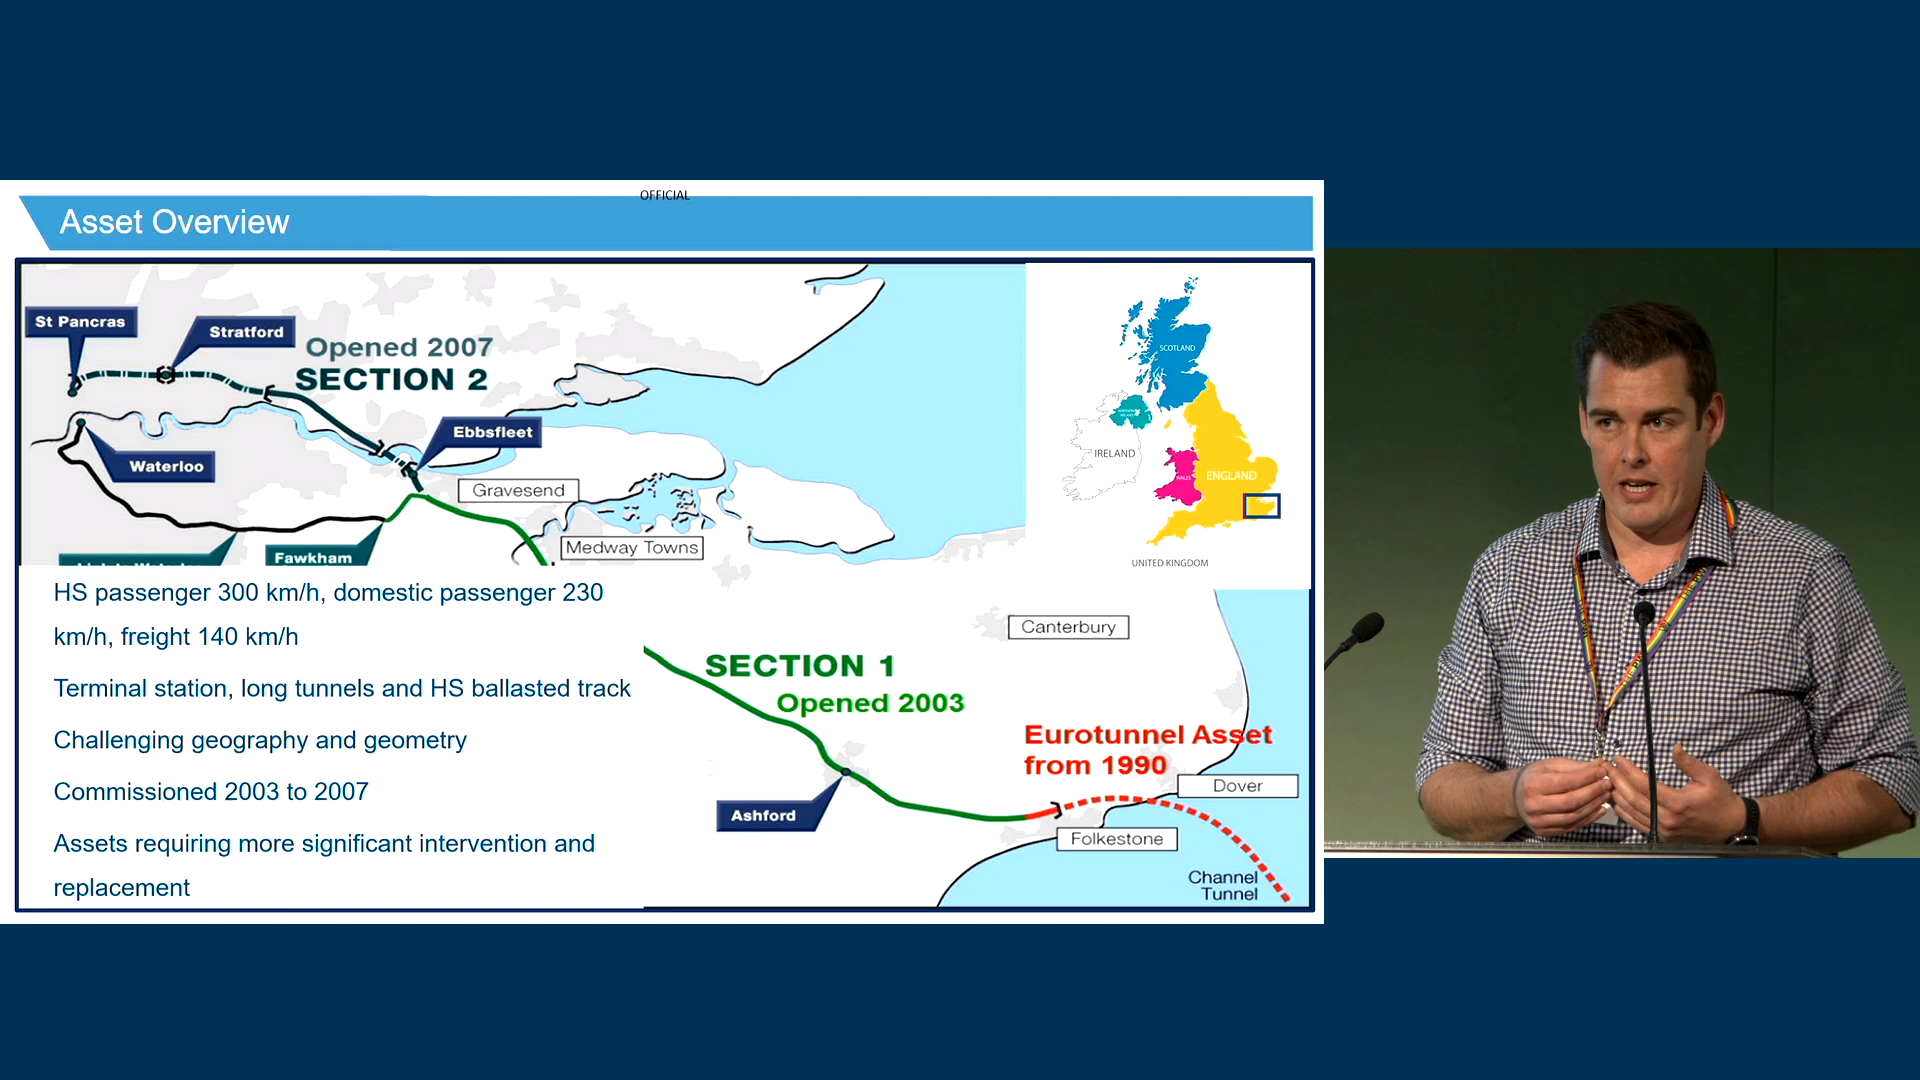 OFFICIAL
Asset Overview
St Pancras
Stratford
Opened 2007
SECTION 2
Ebbsfleet
Waterloo
Gravesend
Medway Towns
Fawkham
SCOTLAND
IRELAND
WALES
ENGLAND
UNITED KINGDOM
HS passenger 300 km/h, domestic passenger 230
km/h, freight 140 km/h
Terminal station, long tunnels and HS ballasted track
Challenging geography and geometry
Commissioned 2003 to 2007
Assets requiring more significant intervention and
replacement
Canterbury
SECTION 1
Opened 2003
Eurotunnel Asset
from 1990
Dover
Ashford
Folkestone
Channel
Tunnel